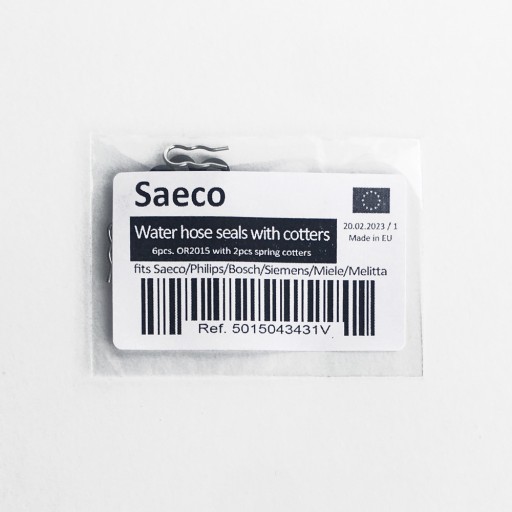 Saeco
Water hose seals with cotters
6pcs. OR2015 with 2pcs spring cotters
20.02.2023 / 1
Made in EU
fits Saeco/Philips/Bosch/Siemens/Miele/Melitta
Ref. 5015043431V